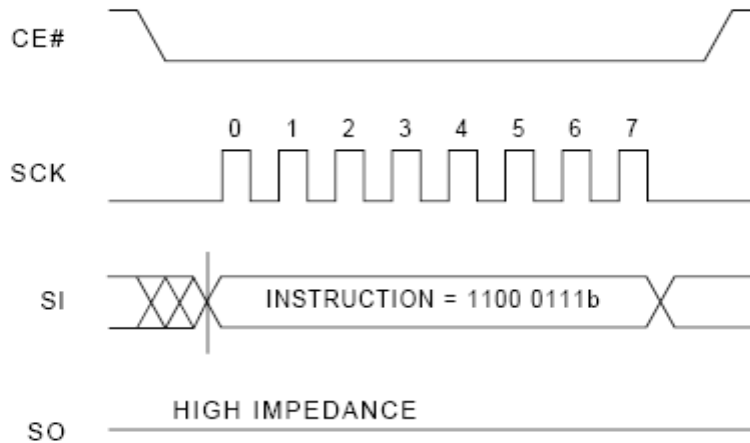 CE#
0 1 2 3 4 5 6 7
SCK
SI
INSTRUCTION = 1100 0111b
HIGH IMPEDANCE
SO